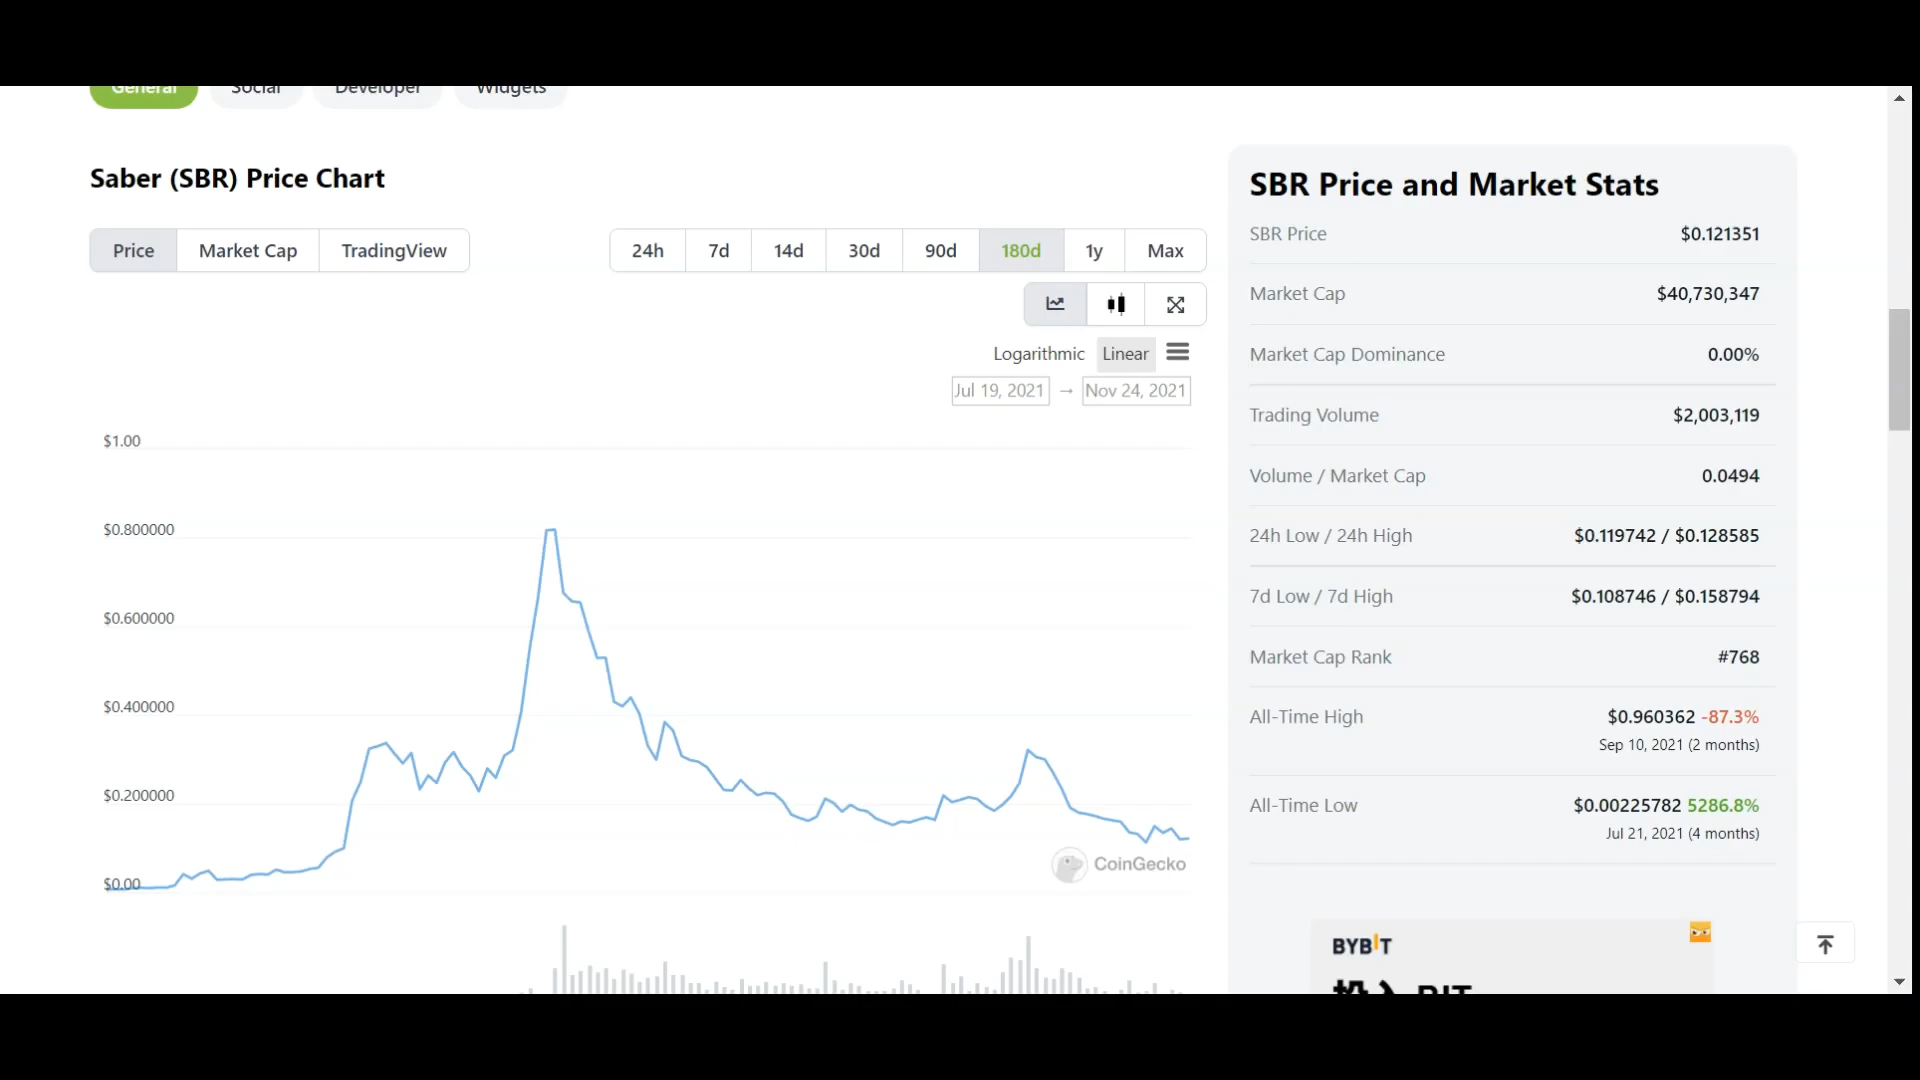 General Social Developer Widgets
Saber (SBR) Price Chart
Price Market Cap TradingView
24h 7d 14d 30d 90d 180d 1y Max
Logarithmic Linear
Jul 19, 2021 → Nov 24, 2021
$1.00
$0.800000
$0.600000
$0.400000
$0.200000
$0.00
CoinGecko
SBR Price and Market Stats
SBR Price $0.121351
Market Cap $40,730,347
Market Cap Dominance 0.00%
Trading Volume $2,003,119
Volume / Market Cap 0.0494
24h Low / 24h High $0.119742 / $0.128585
7d Low / 7d High $0.108746 / $0.158794
Market Cap Rank #768
All-Time High $0.960362 -87.3%
Sep 10, 2021 (2 months)
All-Time Low $0.00225782 5286.8%
Jul 21, 2021 (4 months)
BYBIT
BIT